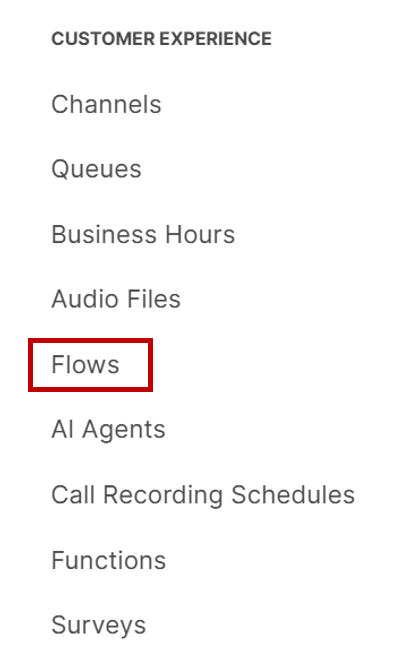 CUSTOMER EXPERIENCE
Channels
Queues
Business Hours
Audio Files
Flows
AI Agents
Call Recording Schedules
Functions
Surveys